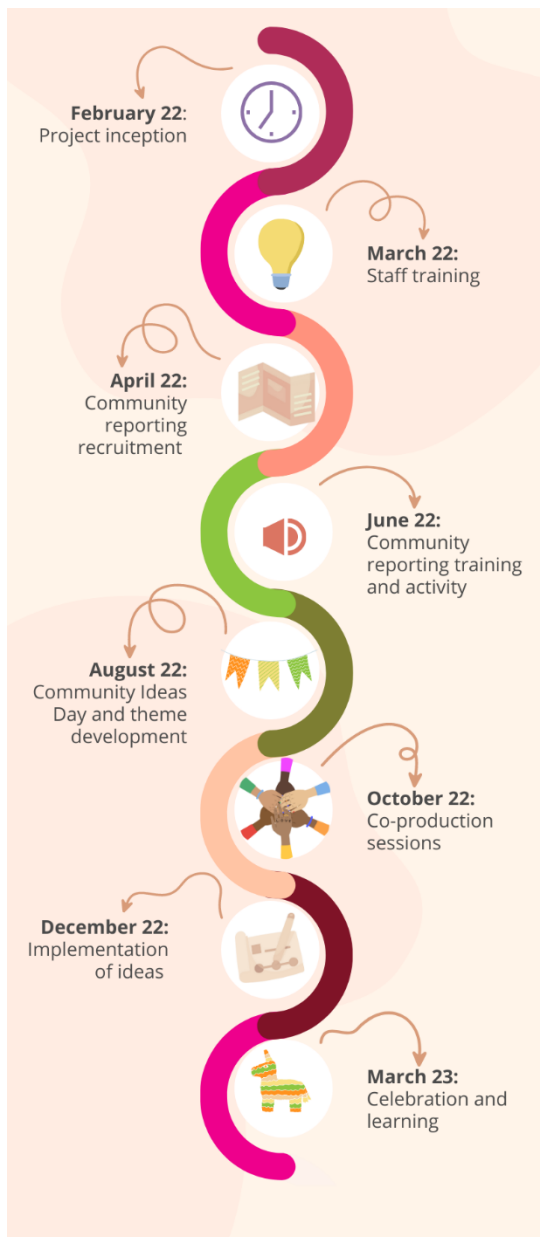 February 22:
Project inception
March 22:
Staff training
April 22:
Community
reporting
recruitment
June 22:
Community
reporting training
and activity
August 22:
Community Ideas
Day and theme
development
October 22:
Co-production
sessions
December 22:
Implementation
of ideas
March 23:
Celebration and
learning